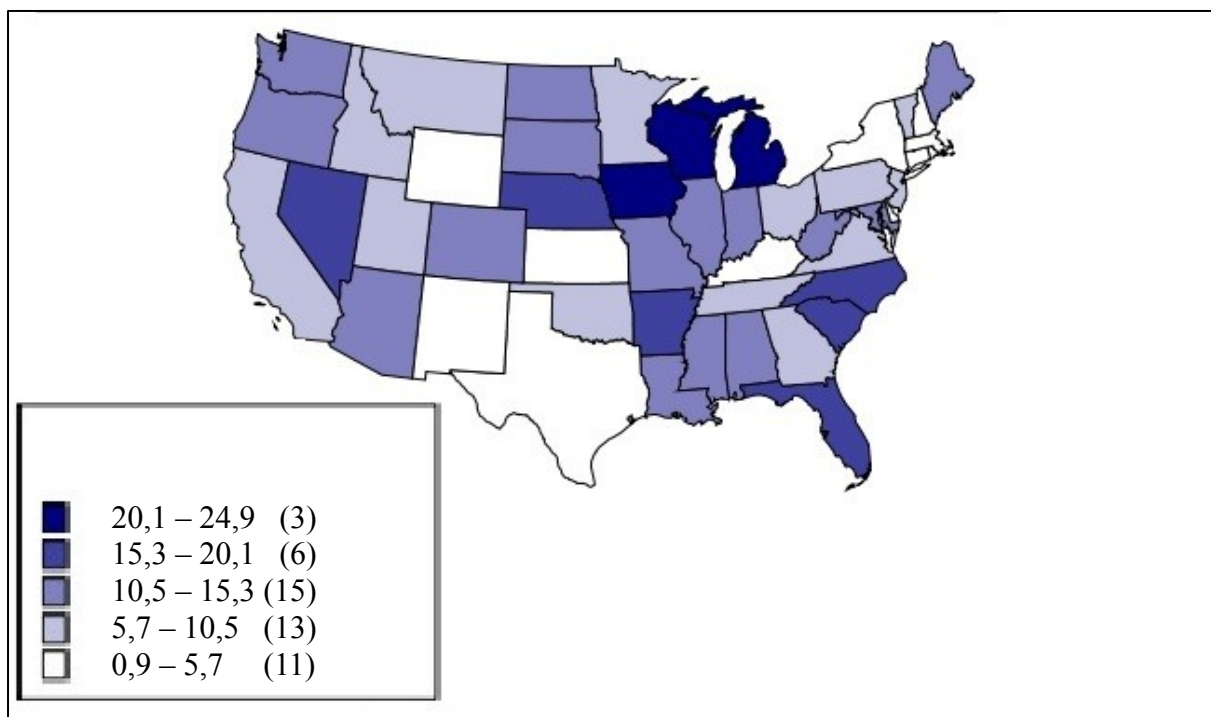 20,1 – 24,9 (3)
15,3 – 20,1 (6)
10,5 – 15,3 (15)
5,7 – 10,5 (13)
0,9 – 5,7 (11)